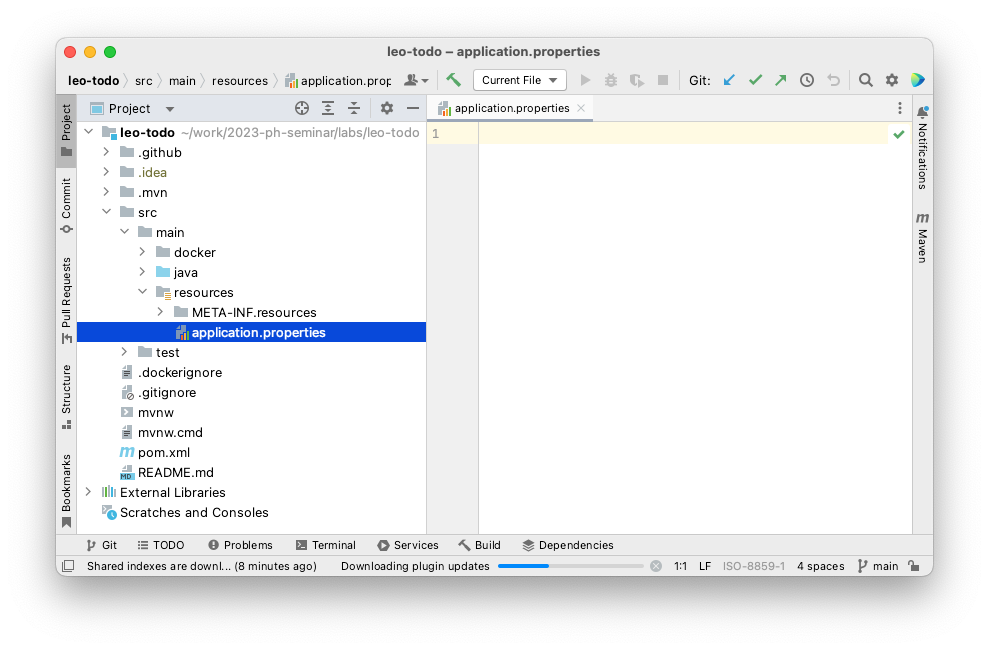 leo-todo – application.properties
leo-todo src main resources application.prop Current File Git:
Project
application.properties
leo-todo ~/work/2023-ph-seminar/labs/leo-todo
.github
.idea
.mvn
src
main
docker
java
resources
META-INF.resources
application.properties
test
.dockerignore
.gitignore
mvnw
mvnw.cmd
m pom.xml
MD README.md
External Libraries
Scratches and Consoles
1
Project
Commit
Pull Requests
Structure
Bookmarks
Notifications
m Maven
Git TODO Problems Terminal Services Build Dependencies
Shared indexes are downl... (8 minutes ago) Downloading plugin updates 1:1 LF ISO-8859-1 4 spaces main